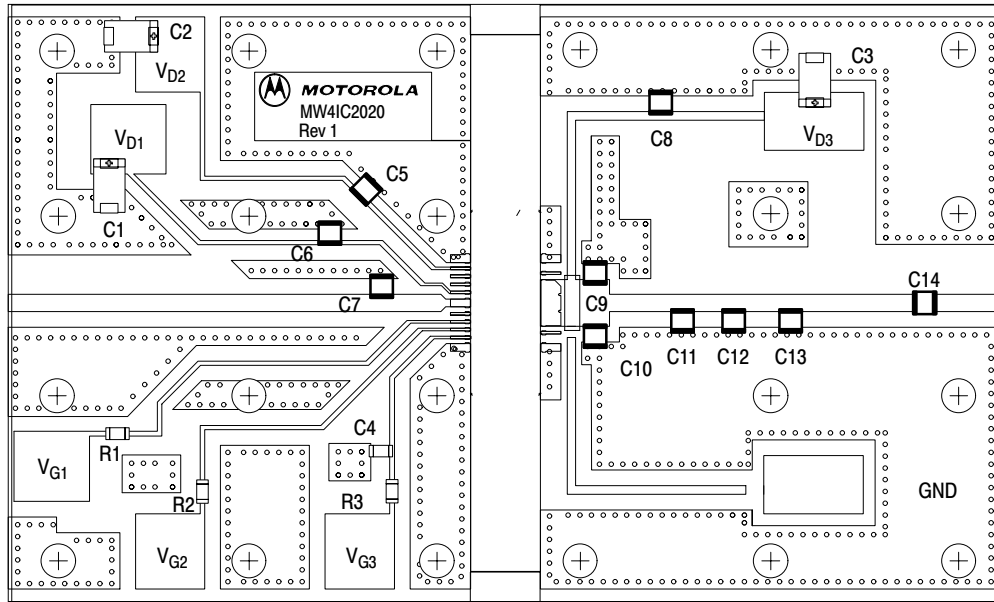 C2
C3
VD2
MOTOROLA
MW4IC2020
Rev 1
C8
VD1
VD3
C5
C1
C6
C7
C9
C14
C10
C11
C12
C13
R1
C4
VG1
R2
R3
GND
VG2
VG3